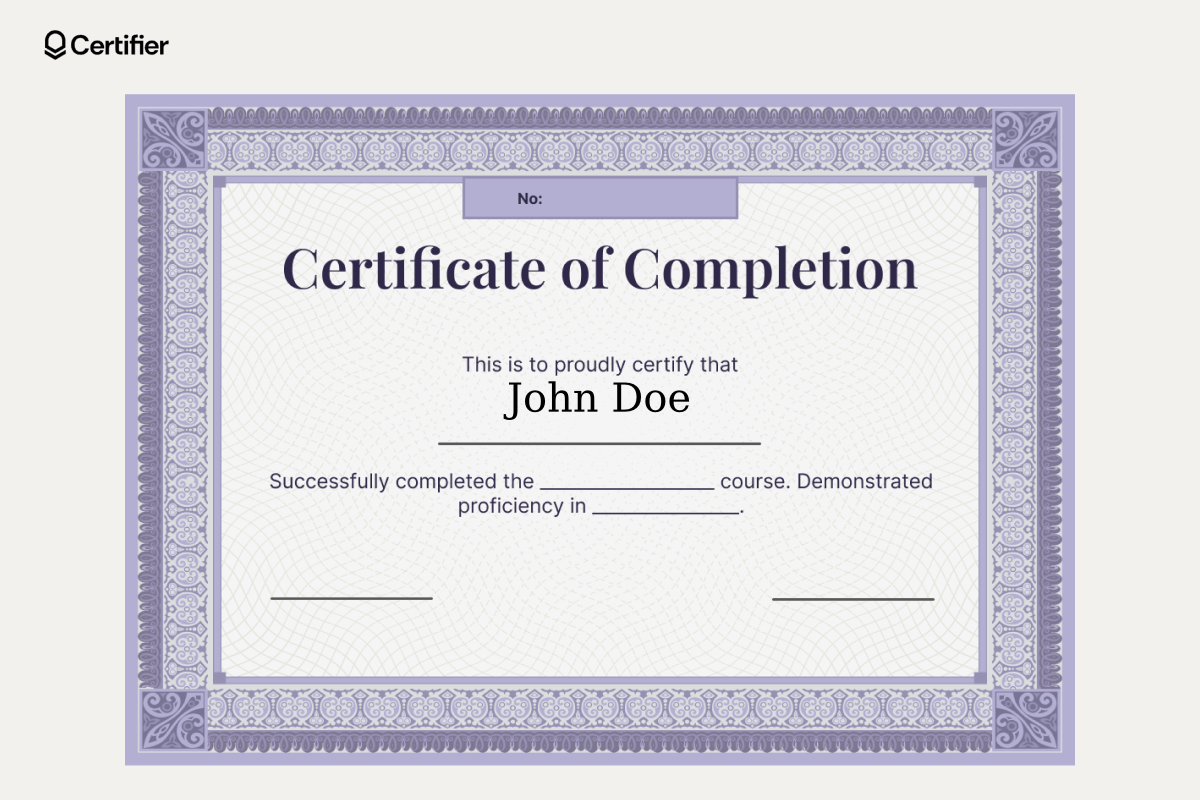 Certifier
No:
Certificate of Completion
This is to proudly certify that
John Doe
Successfully completed the ________________ course. Demonstrated
proficiency in ______________.